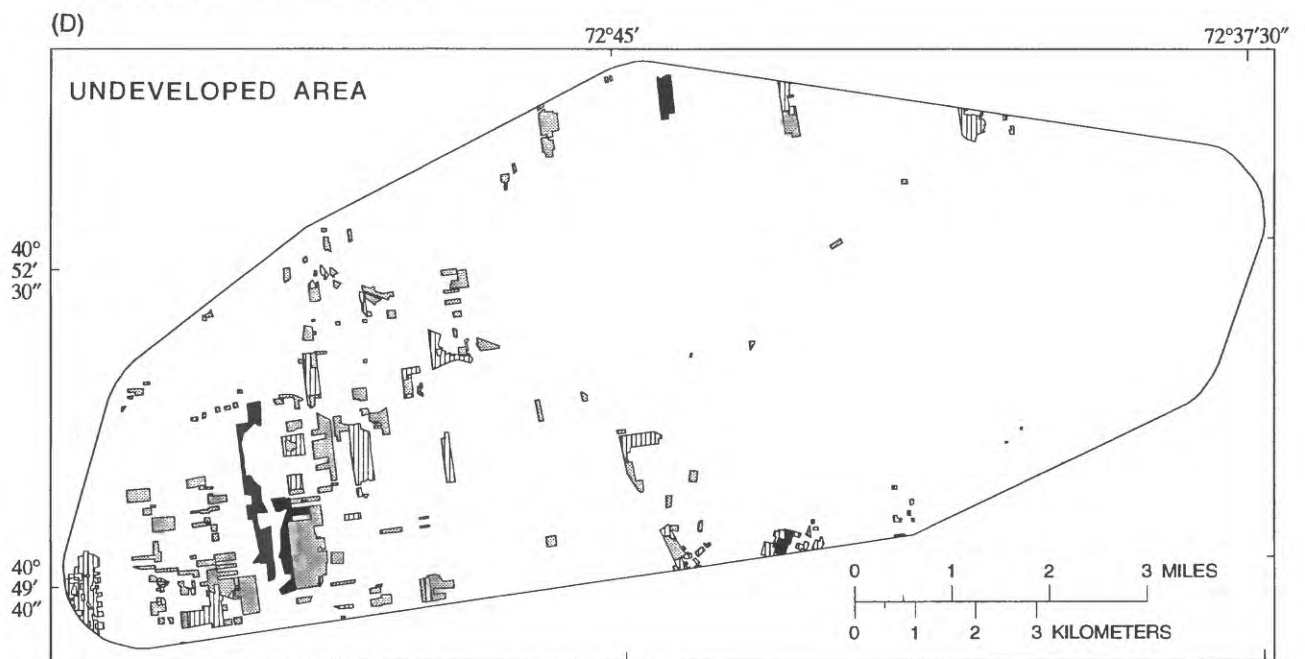 (D)
72°45′
72°37′30″
UNDEVELOPED AREA
40°
52′
30″
40°
49′
40″
0 1 2 3 MILES
0 1 2 3 KILOMETERS